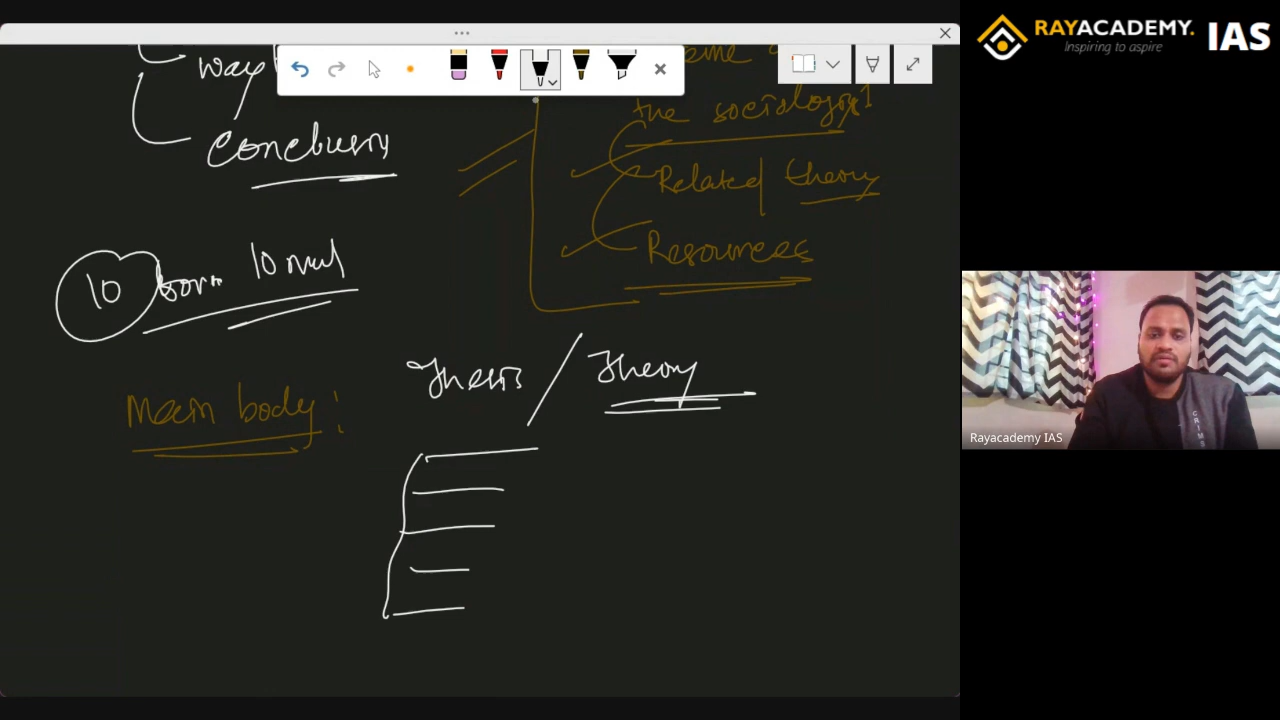 RAYACADEMY. IAS
Inspiring to aspire
way
Conclusion
the sociologist
Related theory
Resources
10 10
Thesis / Theory
Main body:
CRIMS
Rayacademy IAS